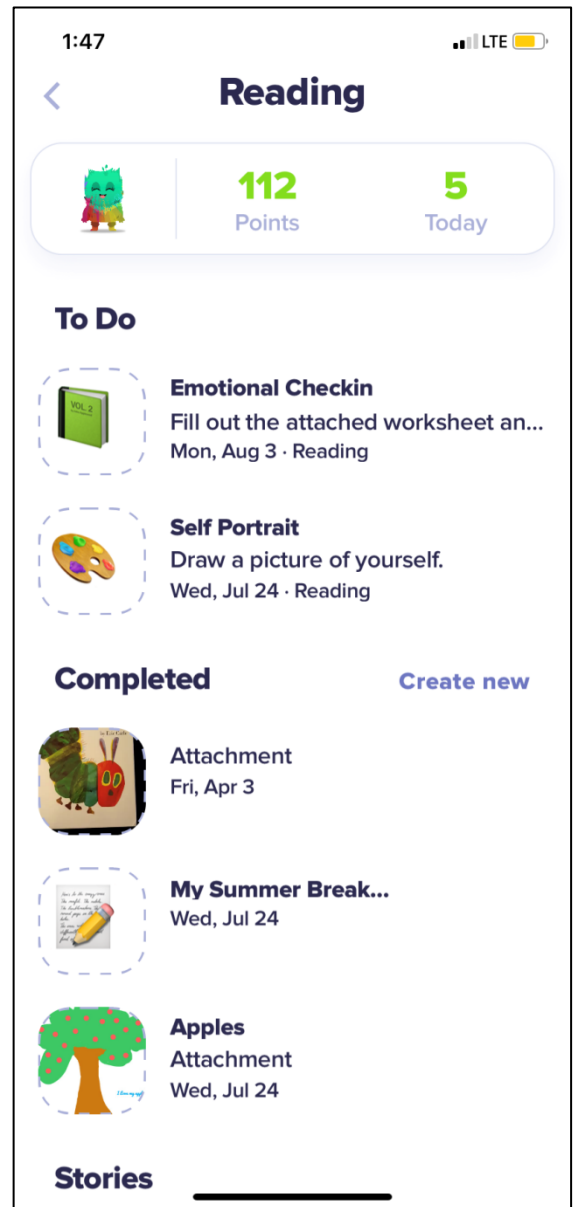 1:47
LTE
Reading
112
5
Points
Today
To Do
VOL. 2
Emotional Checkin
Fill out the attached worksheet an...
Mon, Aug 3 · Reading
Self Portrait
Draw a picture of yourself.
Wed, Jul 24 · Reading
Completed
Create new
Attachment
Fri, Apr 3
My Summer Break...
Wed, Jul 24
Apples
Attachment
Wed, Jul 24
Stories